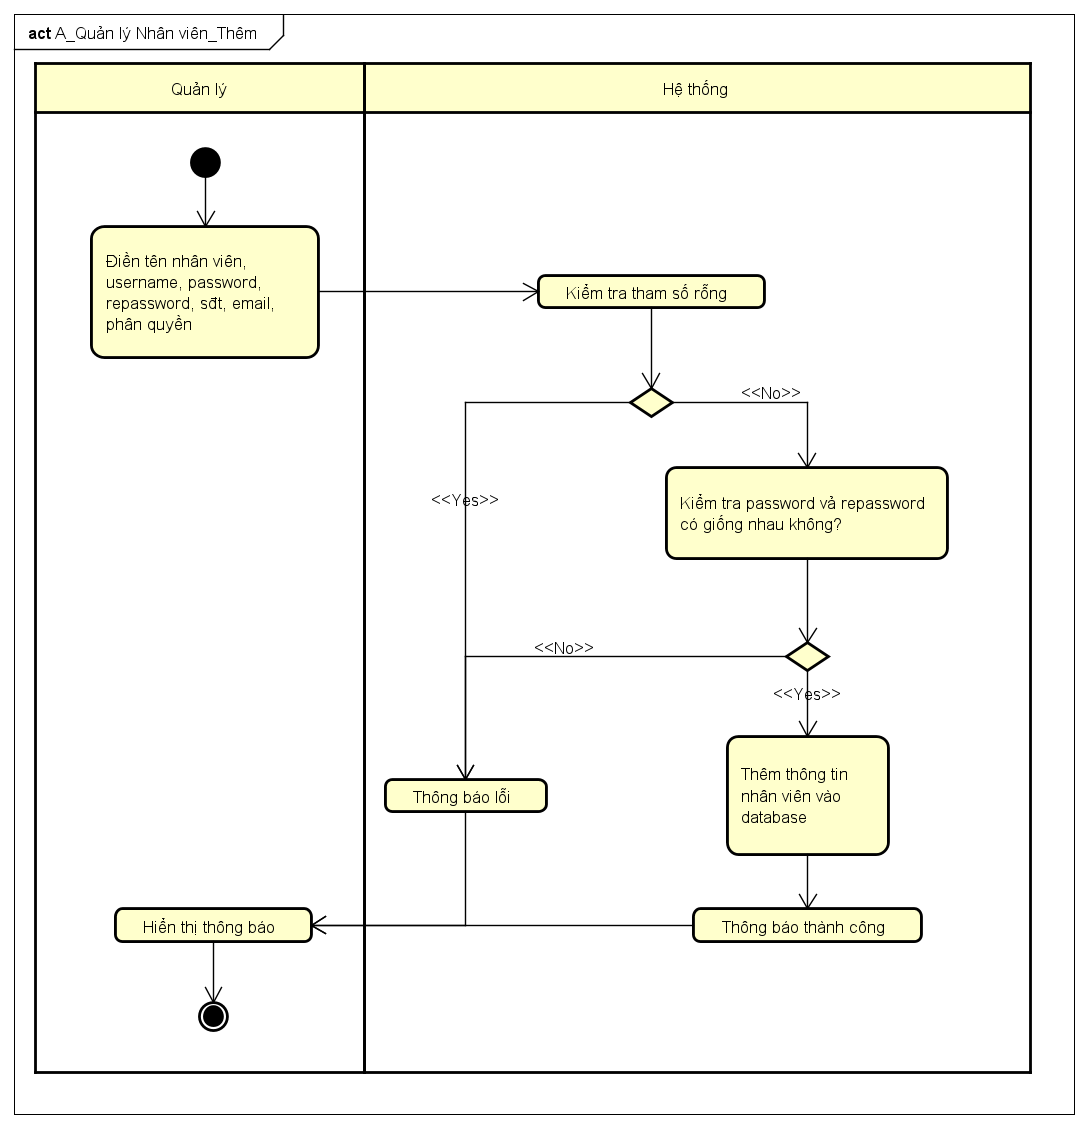 act A_Quản lý Nhân viên_Thêm
Quản lý
Hệ thống
Điền tên nhân viên,
username, password,
repassword, sđt, email,
phân quyền
Kiểm tra tham số rỗng
<<No>>
<<Yes>>
Kiểm tra password vả repassword
có giống nhau không?
<<No>>
<<Yes>>
Thêm thông tin
nhân viên vào
database
Thông báo lỗi
Hiển thị thông báo
Thông báo thành công